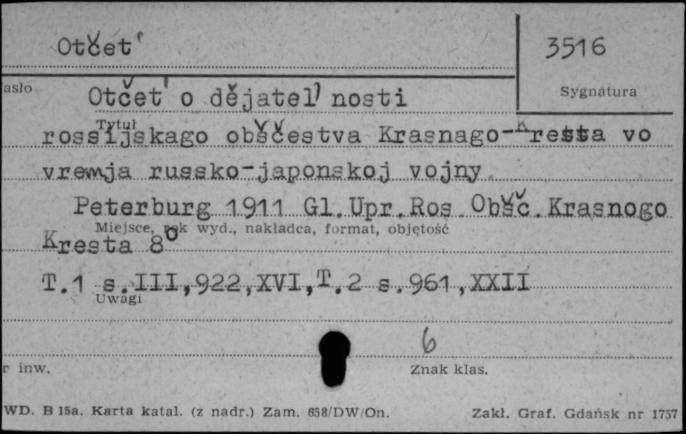 Otčet' 3516
asło Sygnatura
Otčet' o dějatel'nosti
Tytuł
rossijskago obščestva Krasnago-Kresta vo
vremja russko-japonskoj vojny
Peterburg 1911 Gl.Upr.Ros.Obšč.Krasnogo
Miejsce, rok wyd., nakładca, format, objętość
Kresta 8°
T.1 s.III,922,XVI,T.2 s.961,XXII
Uwagi
6
r inw. Znak klas.
WD. B 15a. Karta katal. (z nadr.) Zam. 658/DW/On. Zakł. Graf. Gdańsk nr 1757